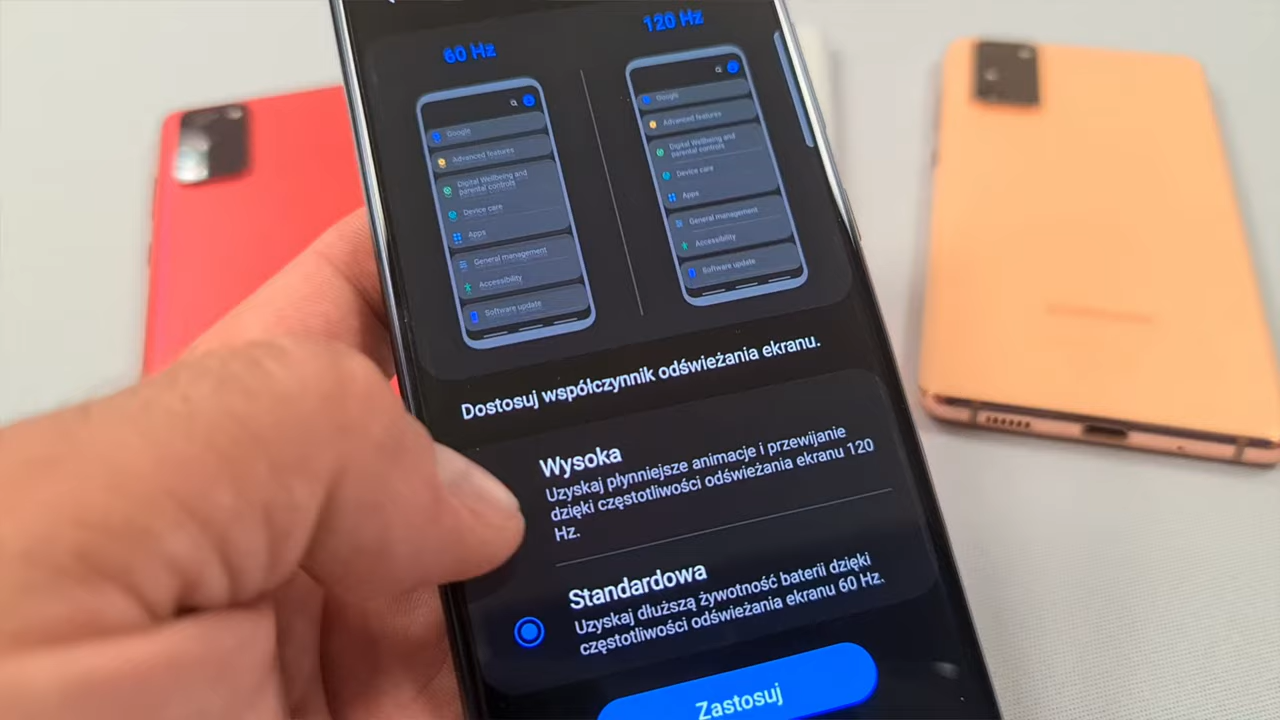 60 Hz
120 Hz
Google
Advanced features
Digital Wellbeing and
parental controls
Device care
Apps
General management
Accessibility
Software update
Google
Advanced features
Digital Wellbeing and
parental controls
Device care
Apps
General management
Accessibility
Software update
Dostosuj współczynnik odświeżania ekranu.
Wysoka
Uzyskaj płynniejsze animacje i przewijanie
dzięki częstotliwości odświeżania ekranu 120
Hz.
Standardowa
Uzyskaj dłuższą żywotność baterii dzięki
częstotliwości odświeżania ekranu 60 Hz.
Zastosuj